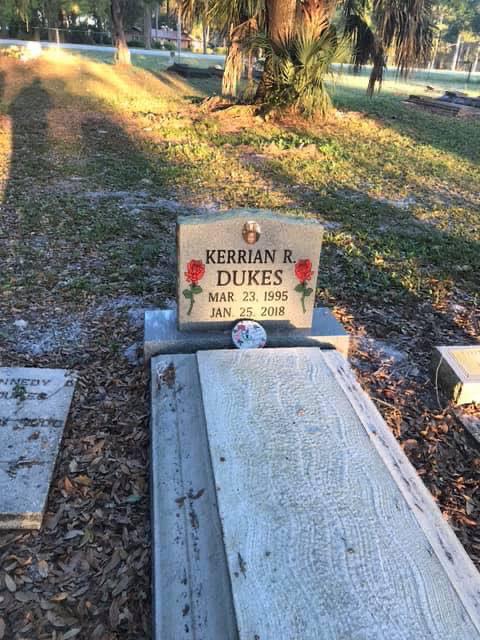 KERRIAN R.
DUKES
MAR. 23, 1995
JAN. 25. 2018